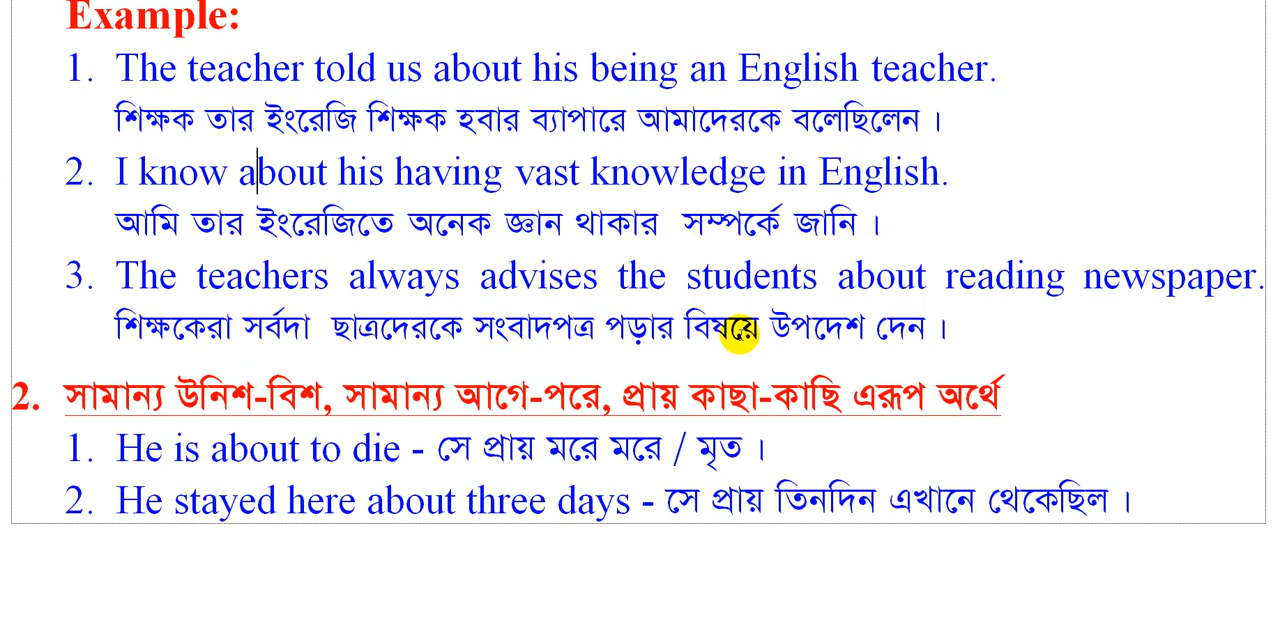 Example:
1. The teacher told us about his being an English teacher.
শিক্ষক তার ইংরেজি শিক্ষক হবার ব্যাপারে আমাদেরকে বলেছিলেন ।
2. I know about his having vast knowledge in English.
আমি তার ইংরেজিতে অনেক জ্ঞান থাকার সম্পর্কে জানি ।
3. The teachers always advises the students about reading newspaper.
শিক্ষকেরা সর্বদা ছাত্রদেরকে সংবাদপত্র পড়ার বিষয়ে উপদেশ দেন ।
2. সামান্য উনিশ-বিশ, সামান্য আগে-পরে, প্রায় কাছা-কাছি এরূপ অর্থে
1. He is about to die - সে প্রায় মরে মরে / মৃত ।
2. He stayed here about three days - সে প্রায় তিনদিন এখানে থেকেছিল ।